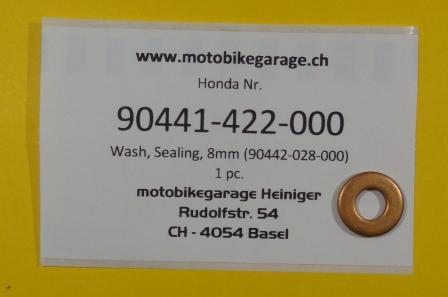 www.motobikegarage.ch
Honda Nr.
90441-422-000
Wash, Sealing, 8mm (90442-028-000)
1 pc.
motobikegarage Heiniger
Rudolfstr. 54
CH - 4054 Basel